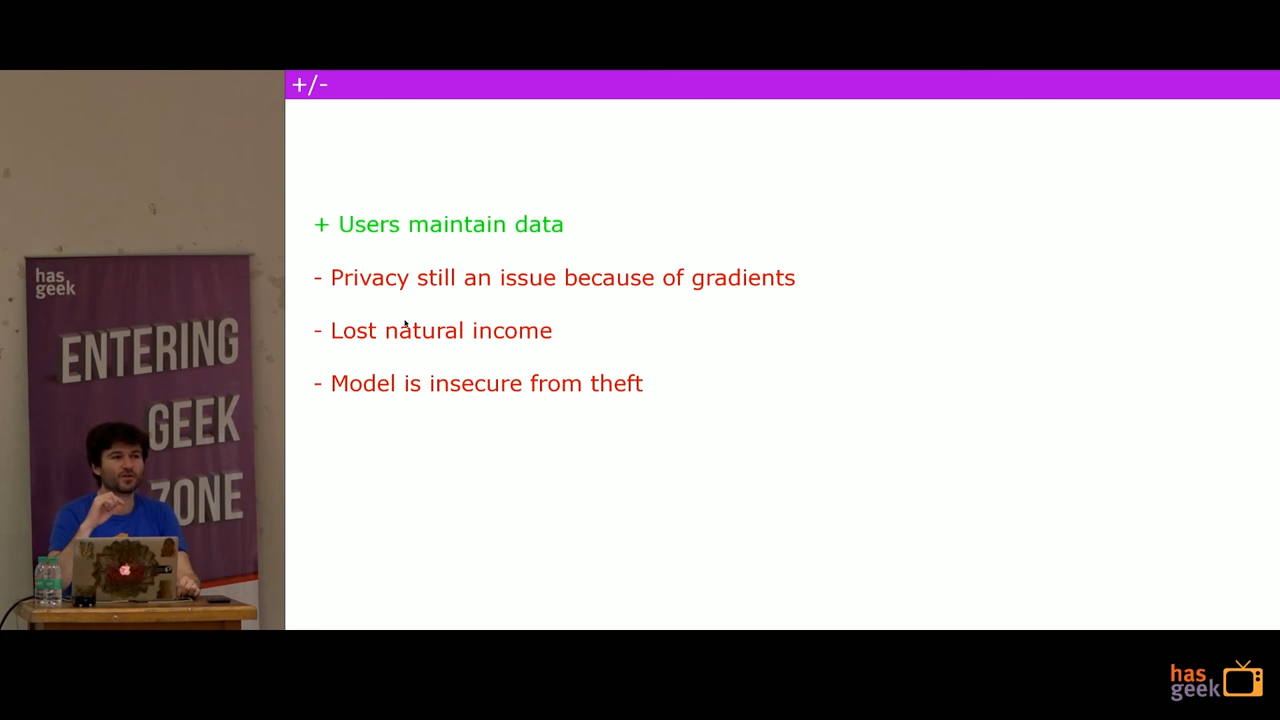 +/-
+ Users maintain data
- Privacy still an issue because of gradients
- Lost natural income
- Model is insecure from theft
has
geek
ENTERING
GEEK
ZONE
has
geek